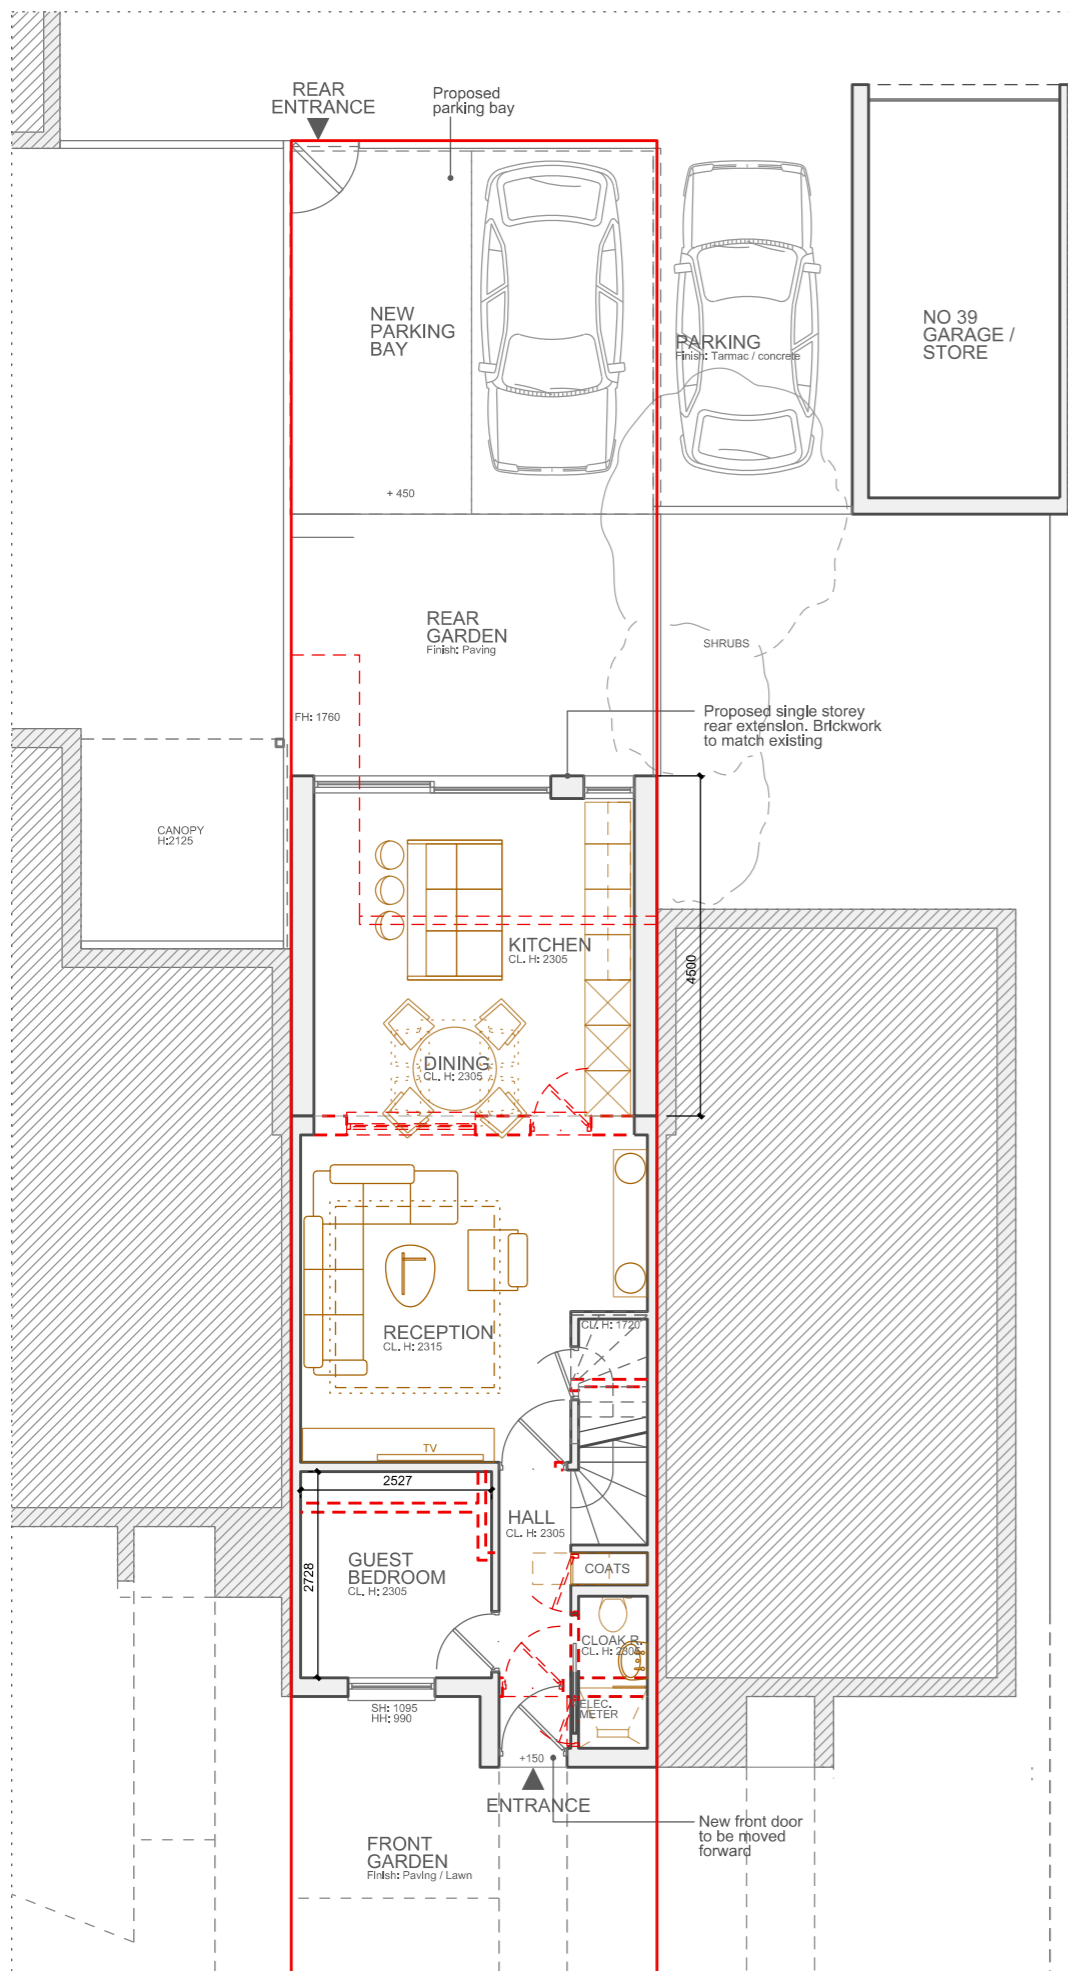 REAR
ENTRANCE
Proposed
parking bay
NEW
PARKING
BAY
PARKING
Finish: Tarmac / concrete
NO 39
GARAGE /
STORE
+ 450
REAR
GARDEN
Finish: Paving
SHRUBS
FH: 1760
Proposed single storey
rear extension. Brickwork
to match existing
CANOPY
H:2125
KITCHEN
CL. H: 2305
4500
DINING
CL. H: 2305
RECEPTION
CL. H: 2315
CL. H: 1720
TV
2527
HALL
CL. H: 2305
GUEST
BEDROOM
CL. H: 2305
2728
COATS
CLOAK R.
CL. H: 2305
ELEC.
METER
SH: 1095
HH: 990
+150
ENTRANCE
New front door
to be moved
forward
FRONT
GARDEN
Finish: Paving / Lawn